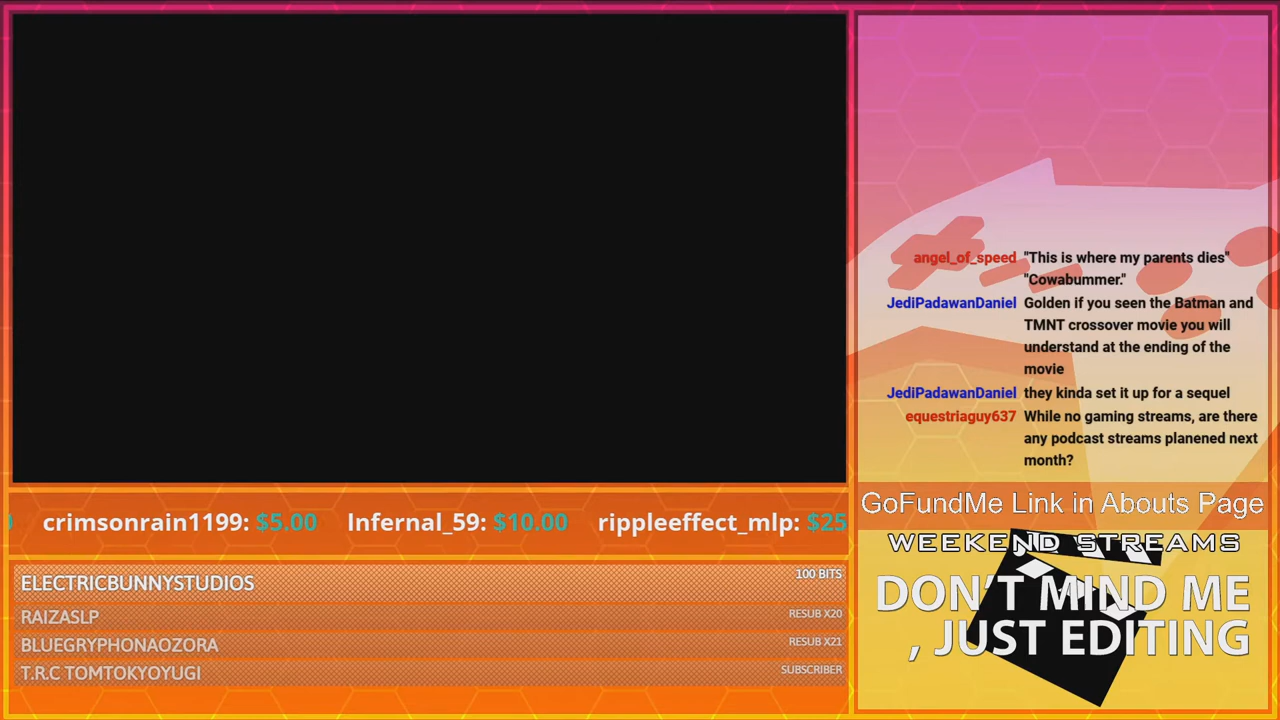 angel_of_speed "This is where my parents dies"
"Cowabummer."
JediPadawanDaniel Golden if you seen the Batman and
TMNT crossover movie you will
understand at the ending of the
movie
JediPadawanDaniel they kinda set it up for a sequel
equestriaguy637 While no gaming streams, are there
any podcast streams planened next
month?
GoFundMe Link in Abouts Page
WEEKEND STREAMS
DON'T MIND ME
, JUST EDITING
crimsonrain1199: $5.00 Infernal_59: $10.00 rippleeffect_mlp: $25
ELECTRICBUNNYSTUDIOS 100 BITS
RAIZASLP RESUB X20
BLUEGRYPHONAOZORA RESUB X21
T.R.C TOMTOKYOYUGI SUBSCRIBER